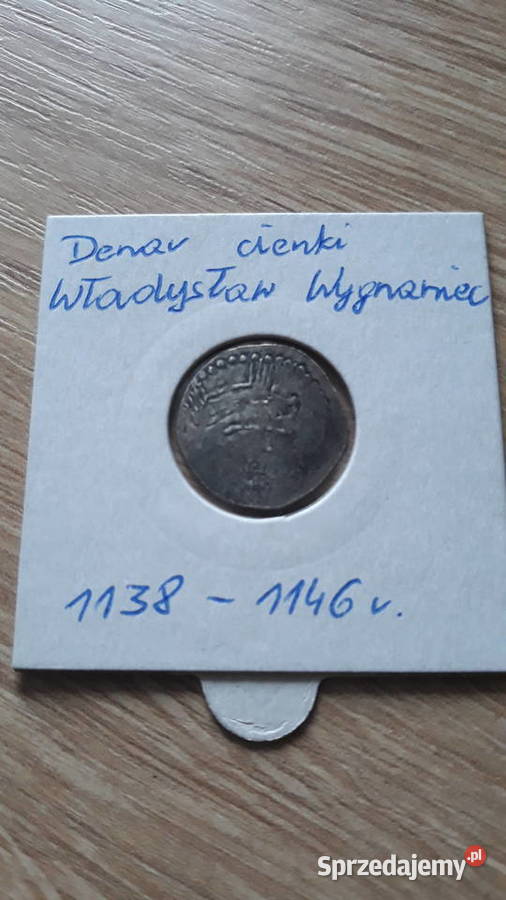 Denar cienki
Władysław Wygnaniec
1138 - 1146 r.
Sprzedajemy.pl